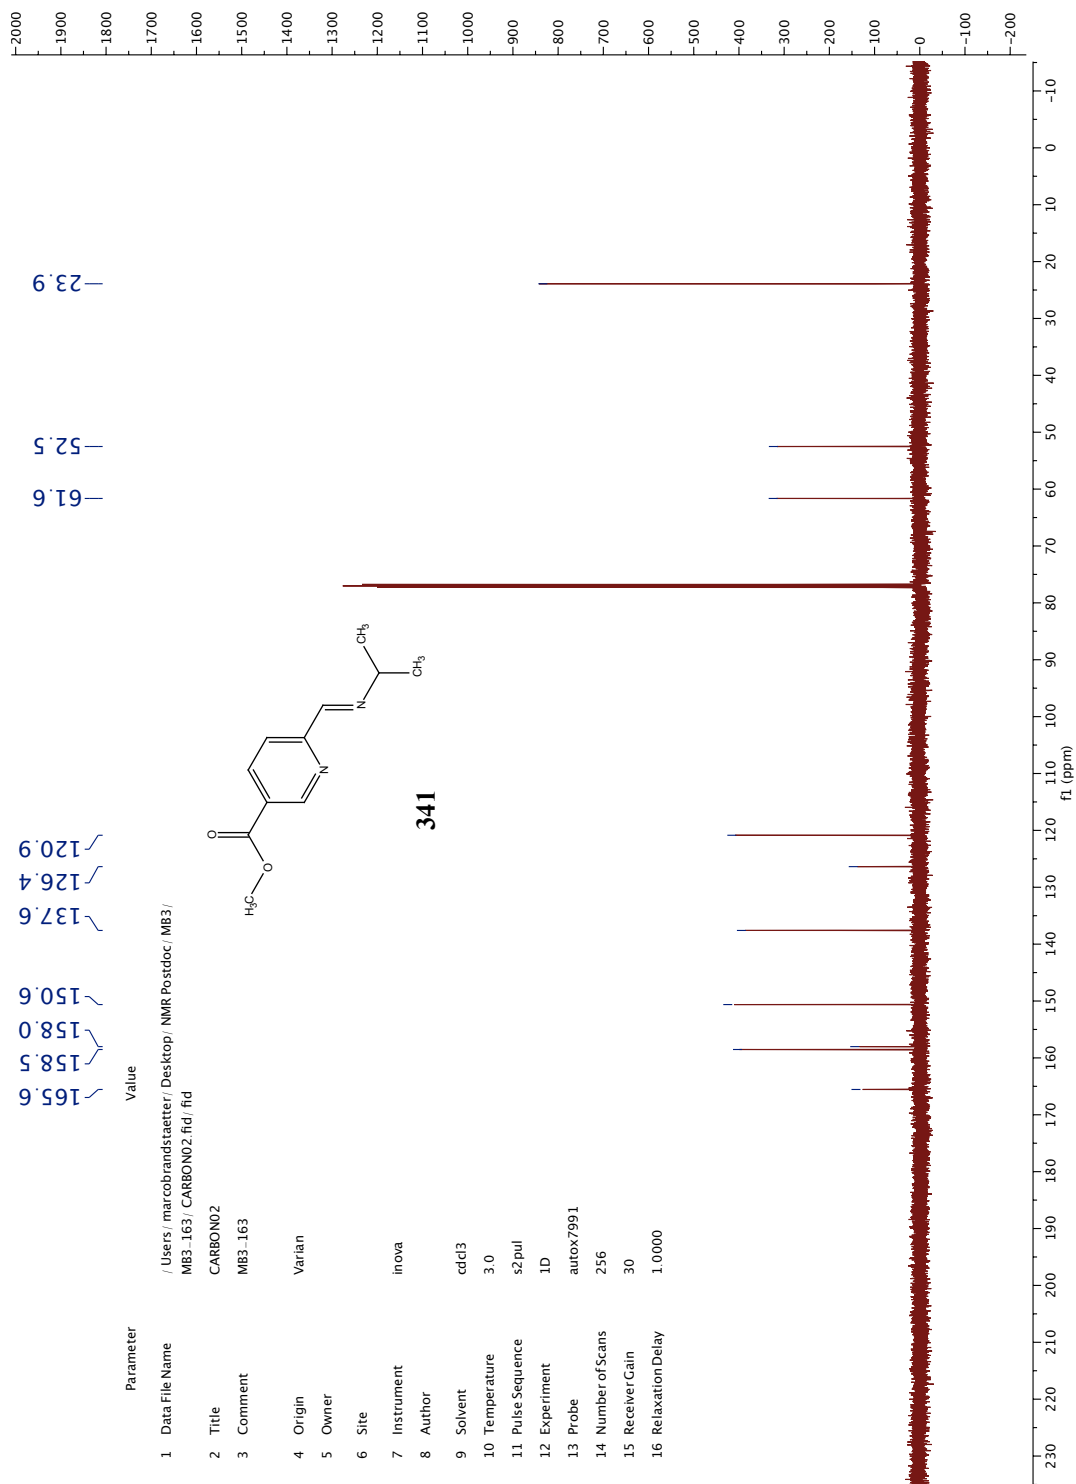 165.6
158.5
158.0
150.6
137.6
126.4
120.9
61.6
52.5
23.9
Parameter Value
1 Data File Name / Users / marcobrandstaetter / Desktop / NMR Postdoc / MB3 /
MB3-163 / CARBON02.fid / fid
2 Title CARBON02
3 Comment MB3-163
4 Origin Varian
5 Owner
6 Site
7 Instrument inova
8 Author
9 Solvent cdcl3
10 Temperature 3.0
11 Pulse Sequence s2pul
12 Experiment 1D
13 Probe autox7991
14 Number of Scans 256
15 Receiver Gain 30
16 Relaxation Delay 1.0000
O
H3C
O
N
N
CH3
CH3
341
2000
1900
1800
1700
1600
1500
1400
1300
1200
1100
1000
900
800
700
600
500
400
300
200
100
0
-100
-200
230 220 210 200 190 180 170 160 150 140 130 120 110 100 90 80 70 60 50 40 30 20 10 0 -10
f1 (ppm)